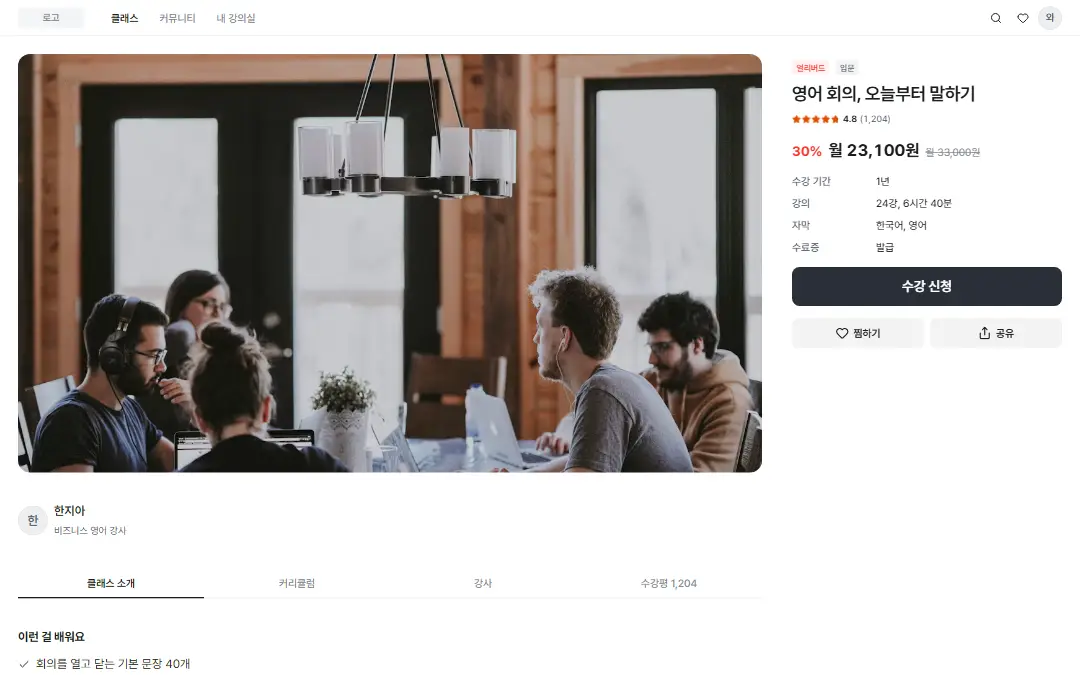 로고
클래스
커뮤니티
내 강의실
와
얼리버드
입문
영어 회의, 오늘부터 말하기
4.8 (1,204)
30% 월 23,100원 월 33,000원
수강 기간 1년
강의 24강, 6시간 40분
자막 한국어, 영어
수료증 발급
수강 신청
찜하기
공유
한
한지아
비즈니스 영어 강사
클래스 소개
커리큘럼
강사
수강평 1,204
이런 걸 배워요
회의를 열고 닫는 기본 문장 40개